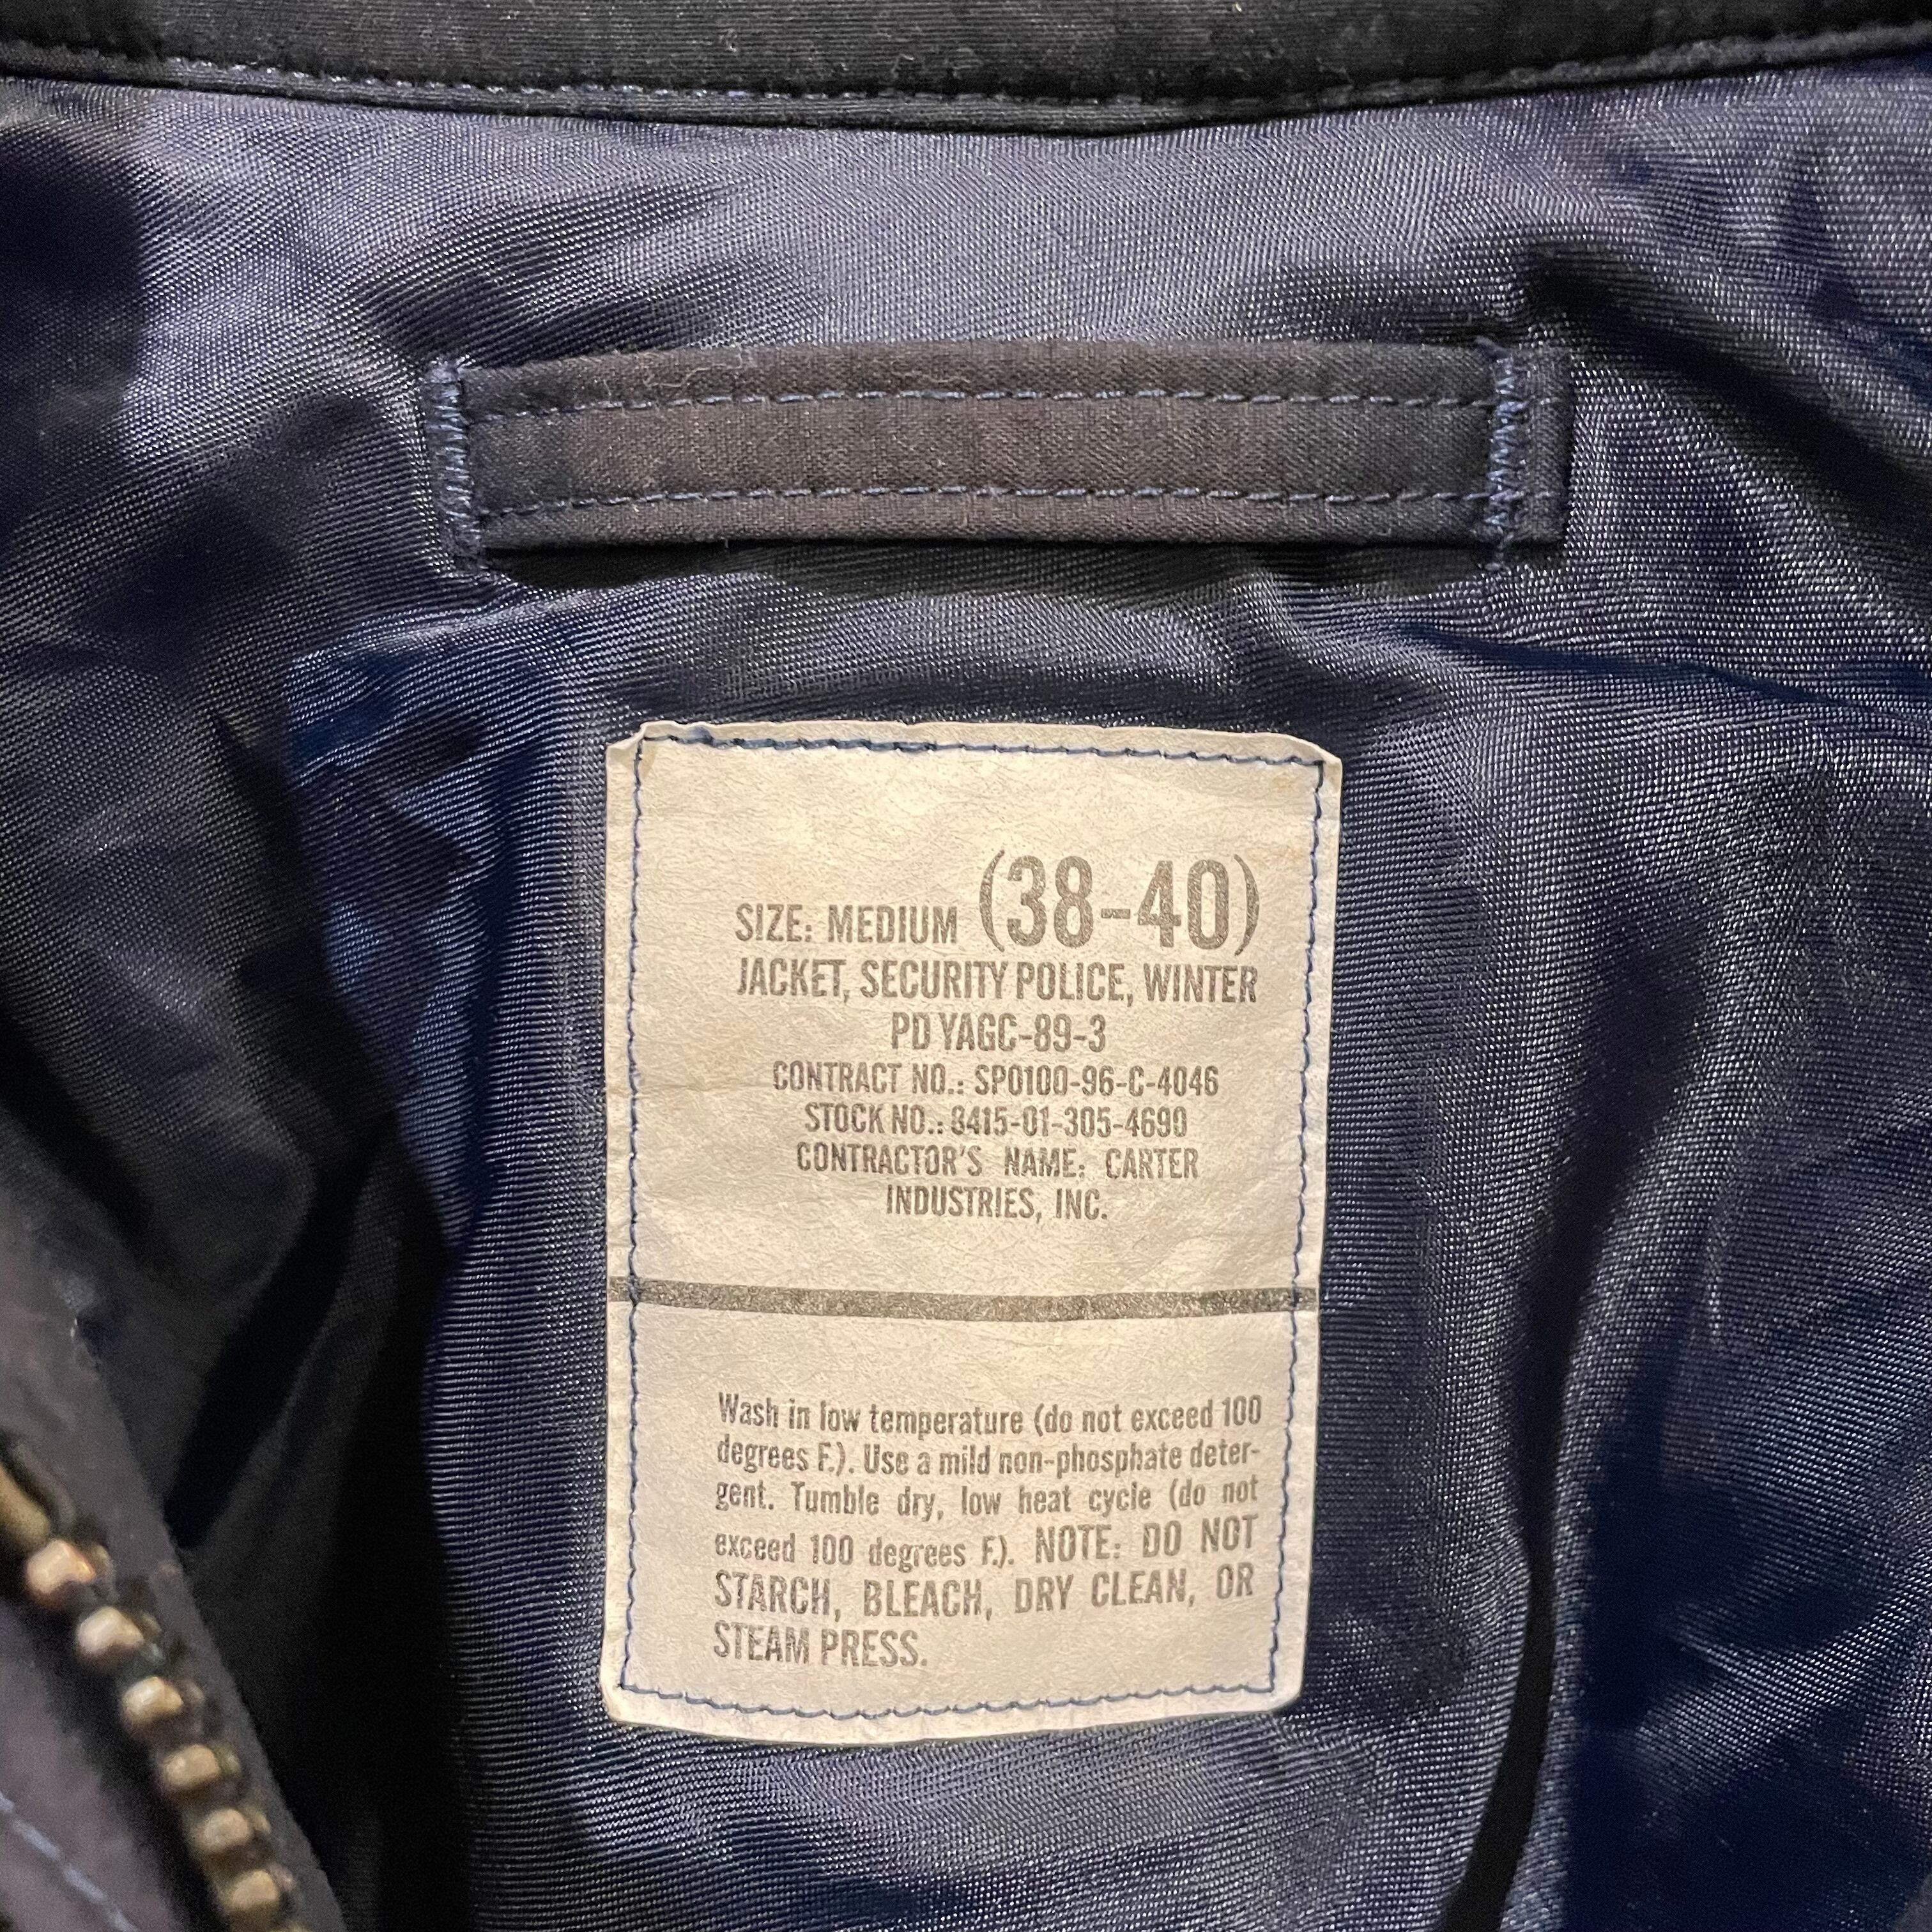 SIZE: MEDIUM (38-40)
JACKET, SECURITY POLICE, WINTER
PD YAGC-89-3
CONTRACT NO.: SPO100-96-C-4046
STOCK NO.: 8415-01-305-4690
CONTRACTOR'S NAME: CARTER
INDUSTRIES, INC.
Wash in low temperature (do not exceed 100
degrees F.). Use a mild non-phosphate deter-
gent. Tumble dry, low heat cycle (do not
exceed 100 degrees F.). NOTE: DO NOT
STARCH, BLEACH, DRY CLEAN, OR
STEAM PRESS.